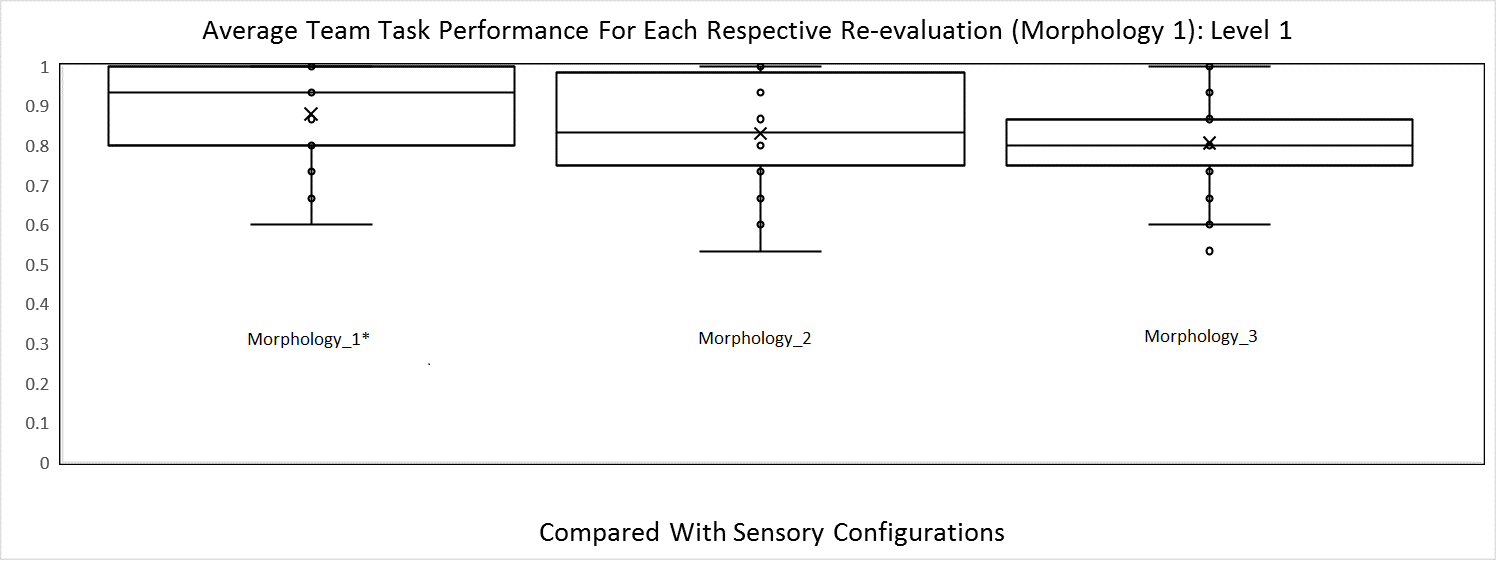 Average Team Task Performance For Each Respective Re-evaluation (Morphology 1): Level 1
1
0.9
0.8
0.7
0.6
0.5
0.4
0.3
0.2
0.1
0
Morphology_1*
Morphology_2
Morphology_3
Compared With Sensory Configurations